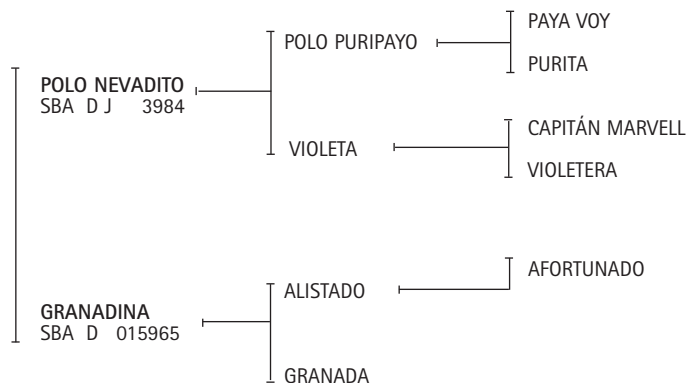 PAYA VOY
POLO PURIPAYO
PURITA
POLO NEVADITO
SBA D J 3984
CAPITÁN MARVELL
VIOLETA
VIOLETERA
AFORTUNADO
ALISTADO
GRANADINA
SBA D 015965
GRANADA